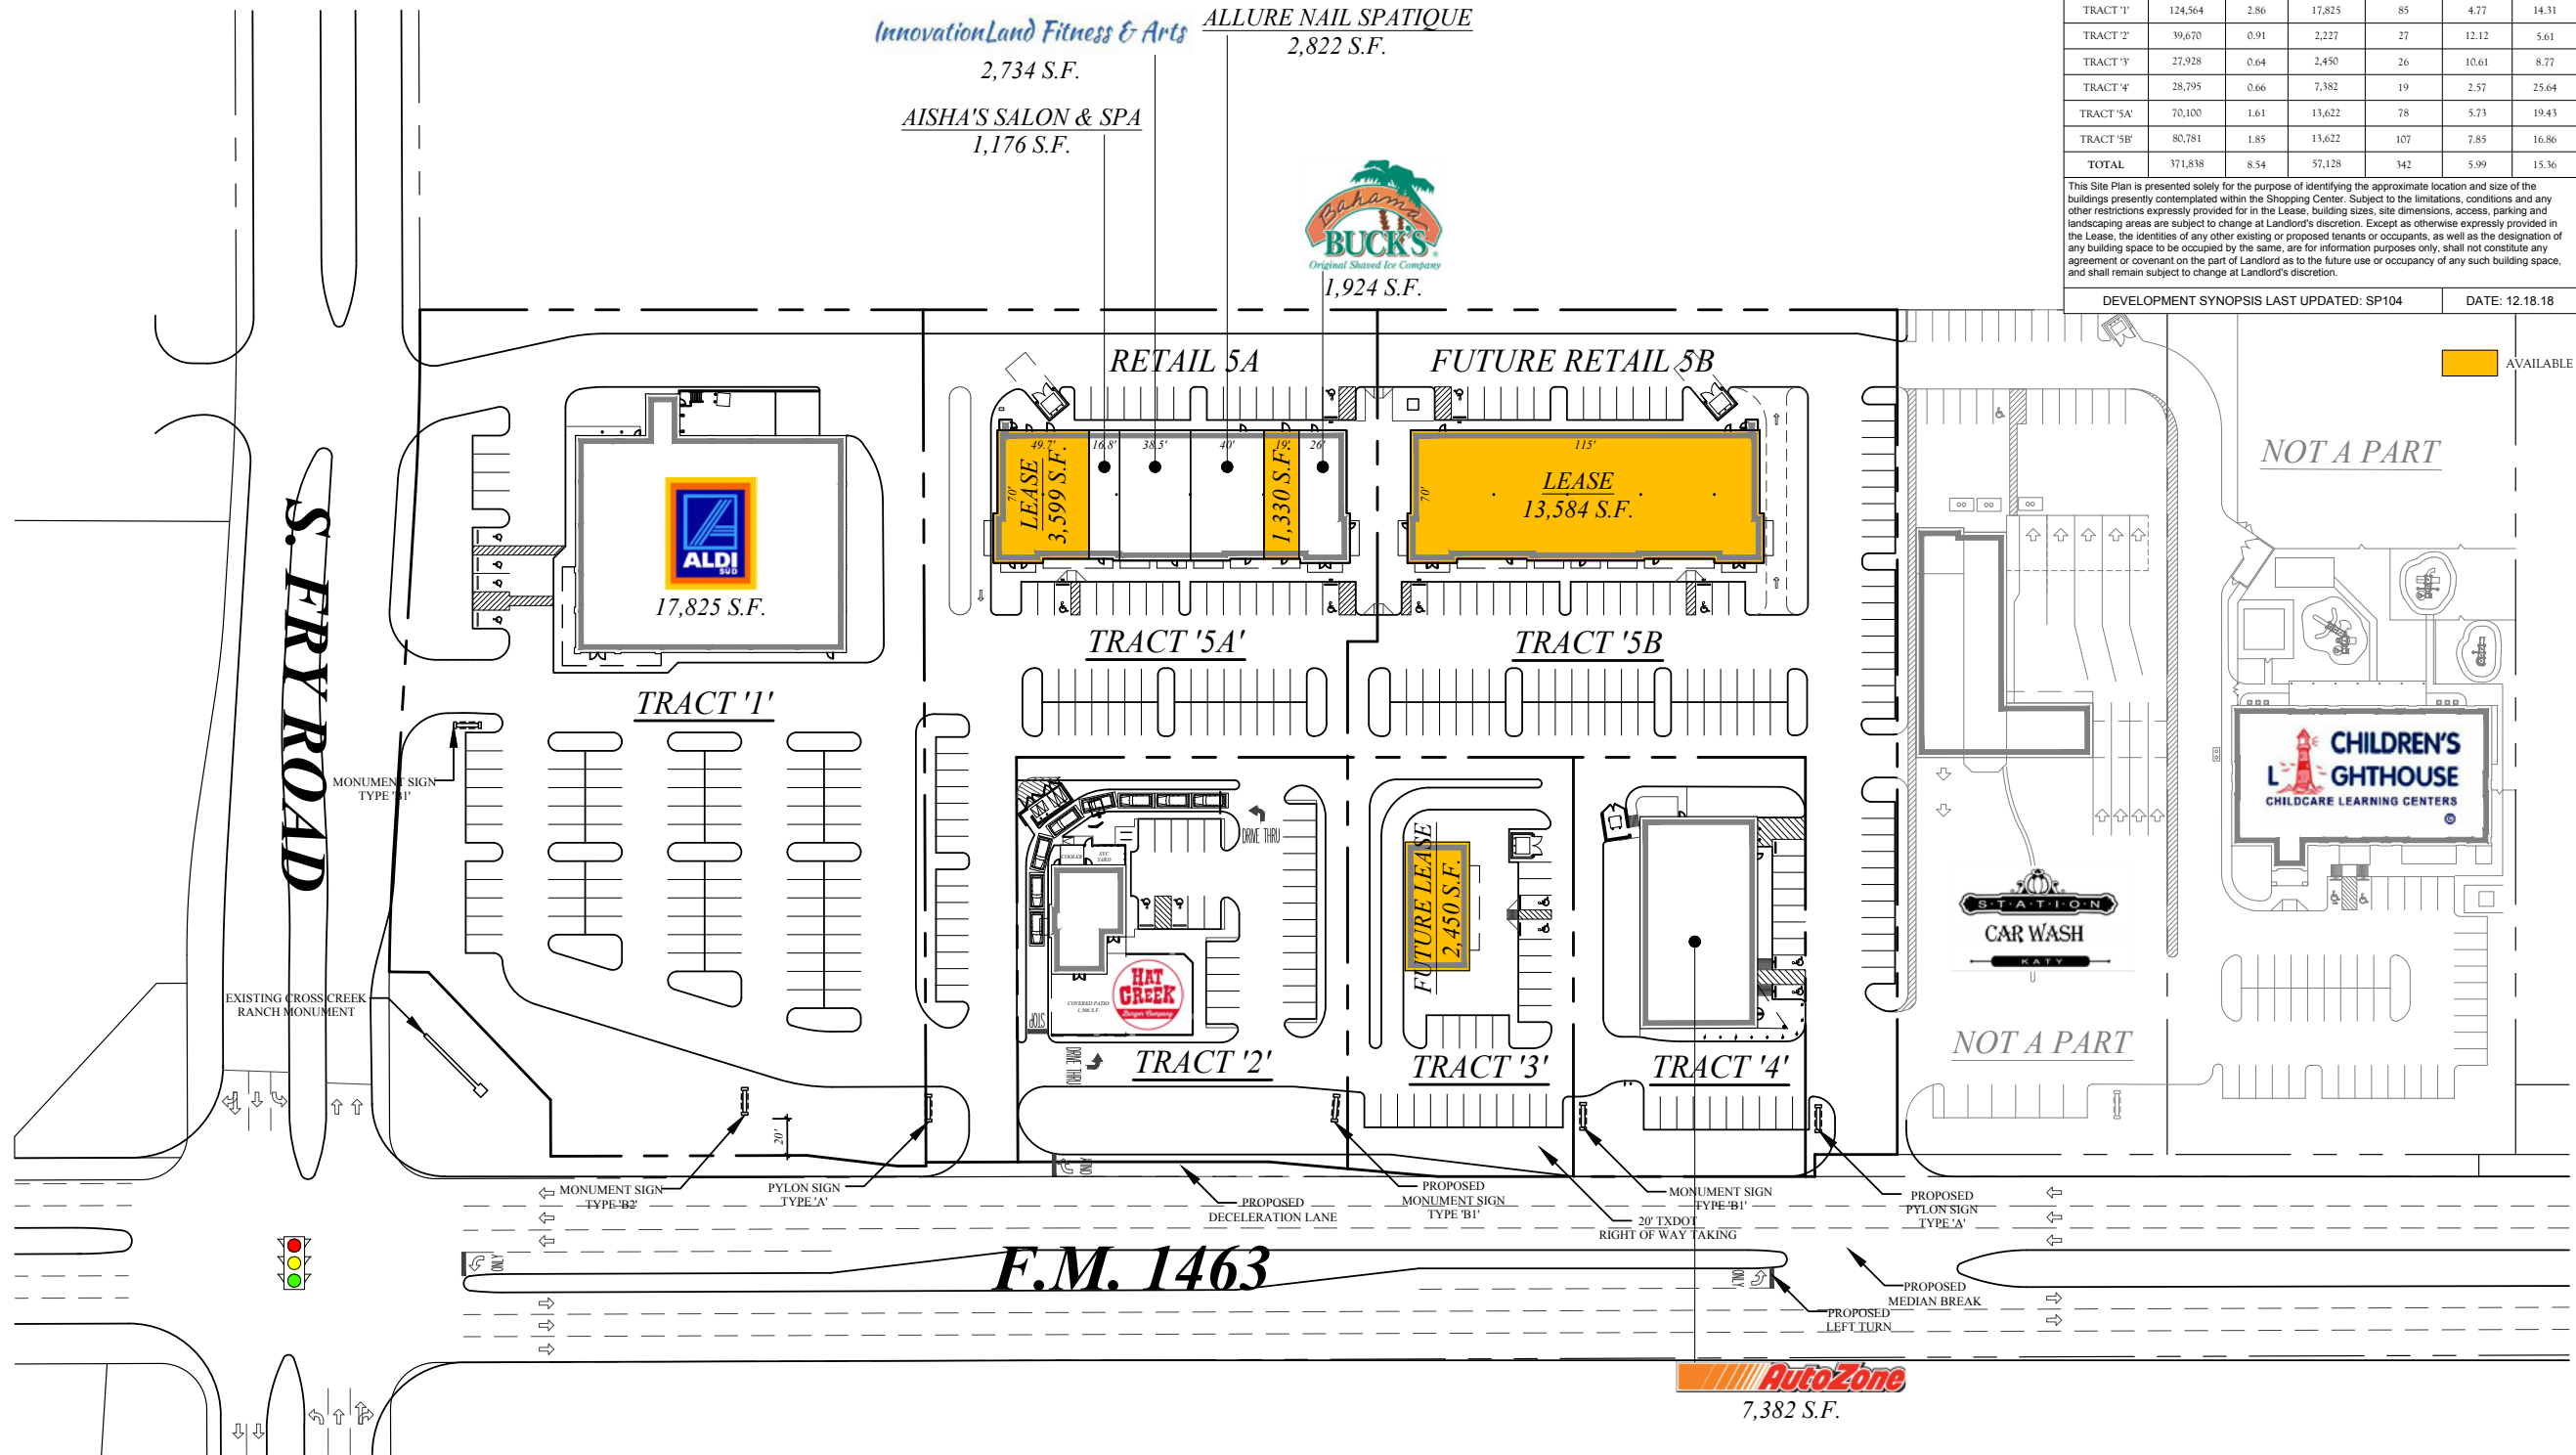 InnovationLand Fitness & Arts
2,734 S.F.
ALLURE NAIL SPATIQUE
2,822 S.F.
AISHA'S SALON & SPA
1,176 S.F.
Bahama
BUCK'S
Original Shaved Ice Company
1,924 S.F.
TRACT '1' 124,564 2.86 17,825 85 4.77 14.31
TRACT '2' 39,670 0.91 2,227 27 12.12 5.61
TRACT '3' 27,928 0.64 2,450 26 10.61 8.77
TRACT '4' 28,795 0.66 7,382 19 2.57 25.64
TRACT '5A' 70,100 1.61 13,622 78 5.73 19.43
TRACT '5B' 80,781 1.85 13,622 107 7.85 16.86
TOTAL 371,838 8.54 57,128 342 5.99 15.36
This Site Plan is presented solely for the purpose of identifying the approximate location and size of the
buildings presently contemplated within the Shopping Center. Subject to the limitations, conditions and any
other restrictions expressly provided for in the Lease, building sizes, site dimensions, access, parking and
landscaping areas are subject to change at Landlord's discretion. Except as otherwise expressly provided in
the Lease, the identities of any other existing or proposed tenants or occupants, as well as the designation of
any building space to be occupied by the same, are for information purposes only, shall not constitute any
agreement or covenant on the part of Landlord as to the future use or occupancy of any such building space,
and shall remain subject to change at Landlord's discretion.
DEVELOPMENT SYNOPSIS LAST UPDATED: SP104 DATE: 12.18.18
AVAILABLE
RETAIL 5A
FUTURE RETAIL 5B
49.7' 16.8' 38.5' 40' 19' 26'
70'
LEASE
3,599 S.F.
1,330 S.F.
115'
70'
LEASE
13,584 S.F.
NOT A PART
ALDI
SÜD
17,825 S.F.
S. FRY ROAD
TRACT '5A'
TRACT '5B
TRACT '1'
MONUMENT SIGN
TYPE 'B1'
CHILDREN'S
L GHTHOUSE
CHILDCARE LEARNING CENTERS
DRIVE THRU
COOLER
SVC
YARD
FUTURE LEASE
2,450 S.F.
STATION
CAR WASH
KATY
HAT
CREEK
Burger Company
COVERED PATIO
1,566 S.F.
STOP
DRIVE THRU
EXISTING CROSS CREEK
RANCH MONUMENT
NOT A PART
TRACT '2'
TRACT '3'
TRACT '4'
20'
ONLY
MONUMENT SIGN
TYPE 'B2'
PYLON SIGN
TYPE 'A'
PROPOSED
DECELERATION LANE
PROPOSED
MONUMENT SIGN
TYPE 'B1'
20' TXDOT
RIGHT OF WAY TAKING
MONUMENT SIGN
TYPE 'B1'
PROPOSED
PYLON SIGN
TYPE 'A'
ONLY
F.M. 1463
ONLY
PROPOSED
MEDIAN BREAK
PROPOSED
LEFT TURN
AutoZone
7,382 S.F.